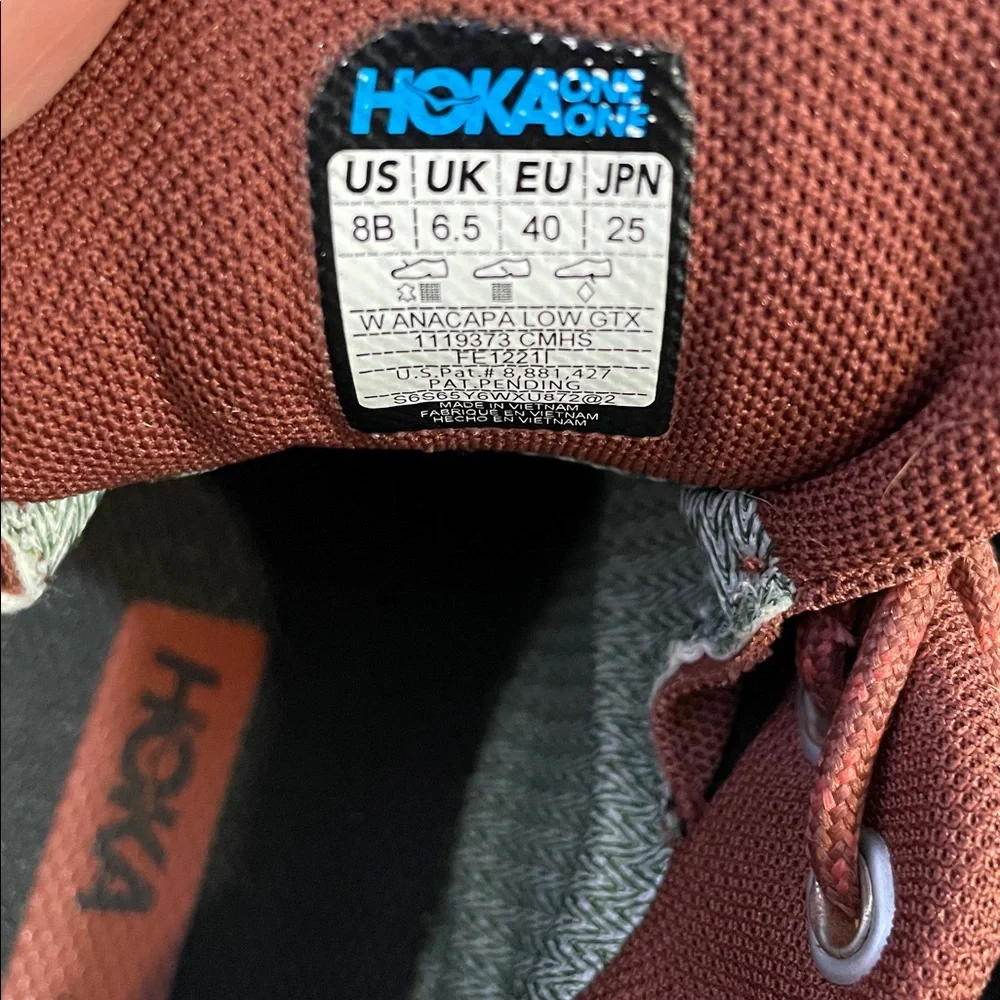 HOKA ONE ONE
US UK EU JPN
8B 6.5 40 25
W ANACAPA LOW GTX
1119373 CMHS
FE1221I
U.S.Pat.# 8,881,427
PAT.PENDING
S6S65Y6WXU872@2
MADE IN VIETNAM
FABRIQUE EN VIETNAM
HECHO EN VIETNAM
HOKA